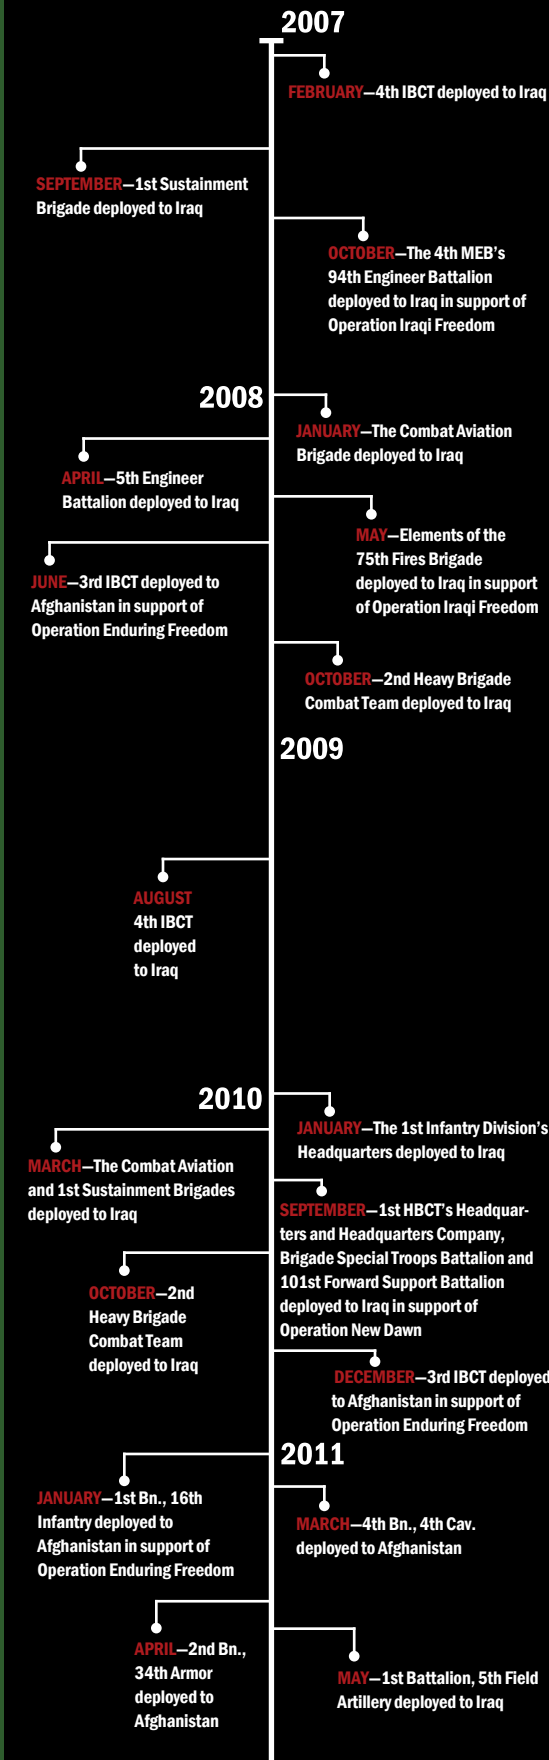 2007
FEBRUARY—4th IBCT deployed to Iraq
SEPTEMBER—1st Sustainment
Brigade deployed to Iraq
OCTOBER—The 4th MEB’s
94th Engineer Battalion
deployed to Iraq in support of
Operation Iraqi Freedom
2008
JANUARY—The Combat Aviation
Brigade deployed to Iraq
APRIL—5th Engineer
Battalion deployed to Iraq
MAY—Elements of the
75th Fires Brigade
deployed to Iraq in support
of Operation Iraqi Freedom
JUNE—3rd IBCT deployed to
Afghanistan in support of
Operation Enduring Freedom
OCTOBER—2nd Heavy Brigade
Combat Team deployed to Iraq
2009
AUGUST
4th IBCT
deployed
to Iraq
2010
JANUARY—The 1st Infantry Division’s
Headquarters deployed to Iraq
MARCH—The Combat Aviation
and 1st Sustainment Brigades
deployed to Iraq
SEPTEMBER—1st HBCT’s Headquar-
ters and Headquarters Company,
Brigade Special Troops Battalion and
101st Forward Support Battalion
deployed to Iraq in support of
Operation New Dawn
OCTOBER—2nd
Heavy Brigade
Combat Team
deployed to Iraq
DECEMBER—3rd IBCT deployed
to Afghanistan in support of
Operation Enduring Freedom
2011
JANUARY—1st Bn., 16th
Infantry deployed to
Afghanistan in support of
Operation Enduring Freedom
MARCH—4th Bn., 4th Cav.
deployed to Afghanistan
APRIL—2nd Bn.,
34th Armor
deployed to
Afghanistan
MAY—1st Battalion, 5th Field
Artillery deployed to Iraq